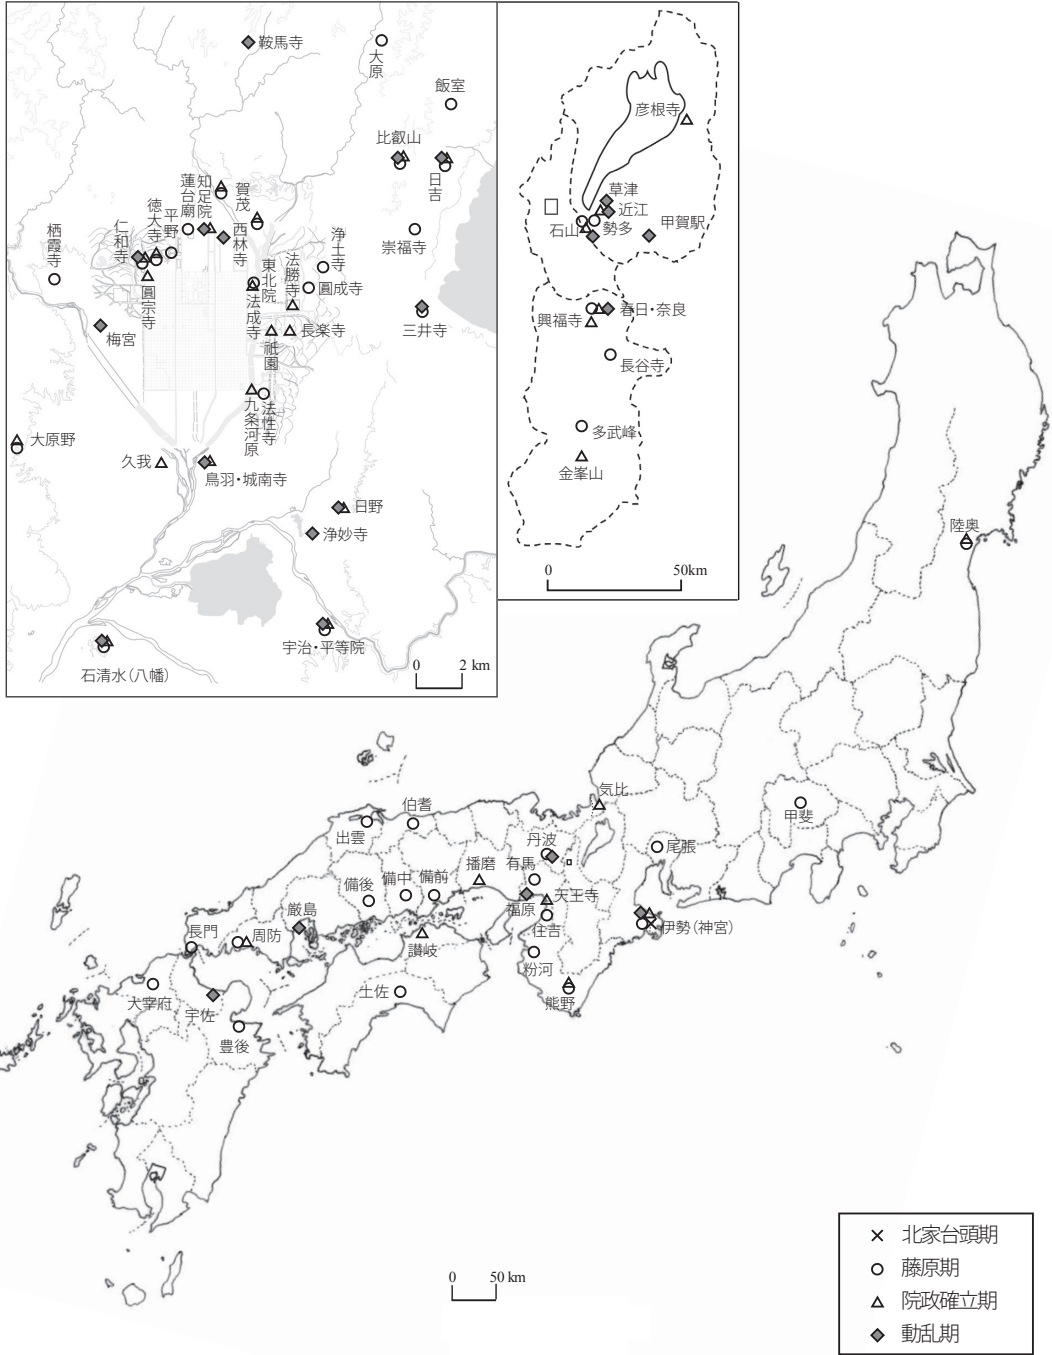 鞍馬寺
大原
飯室
比叡山
日吉
賀茂
知足院
蓮台廟
平野
徳大寺
仁和寺
栖霞寺
西林寺
崇福寺
浄土寺
法勝寺
東北院
圓成寺
圓宗寺
法成寺
三井寺
梅宮
長楽寺
祇園
法性寺
九条河原
大原野
久我
鳥羽・城南寺
日野
浄妙寺
宇治・平等院
石清水(八幡)
0 2 km
彦根寺
草津
近江
石山
勢多
甲賀駅
興福寺
春日・奈良
長谷寺
多武峰
金峯山
0 50km
陸奥
気比
甲斐
伯耆
出雲
丹波
尾張
有馬
播磨
備前
備中
備後
福原
天王寺
厳島
住吉
伊勢(神宮)
長門
周防
讃岐
粉河
熊野
大宰府
宇佐
土佐
豊後
0 50 km
× 北家台頭期
○ 藤原期
△ 院政確立期
◆ 動乱期